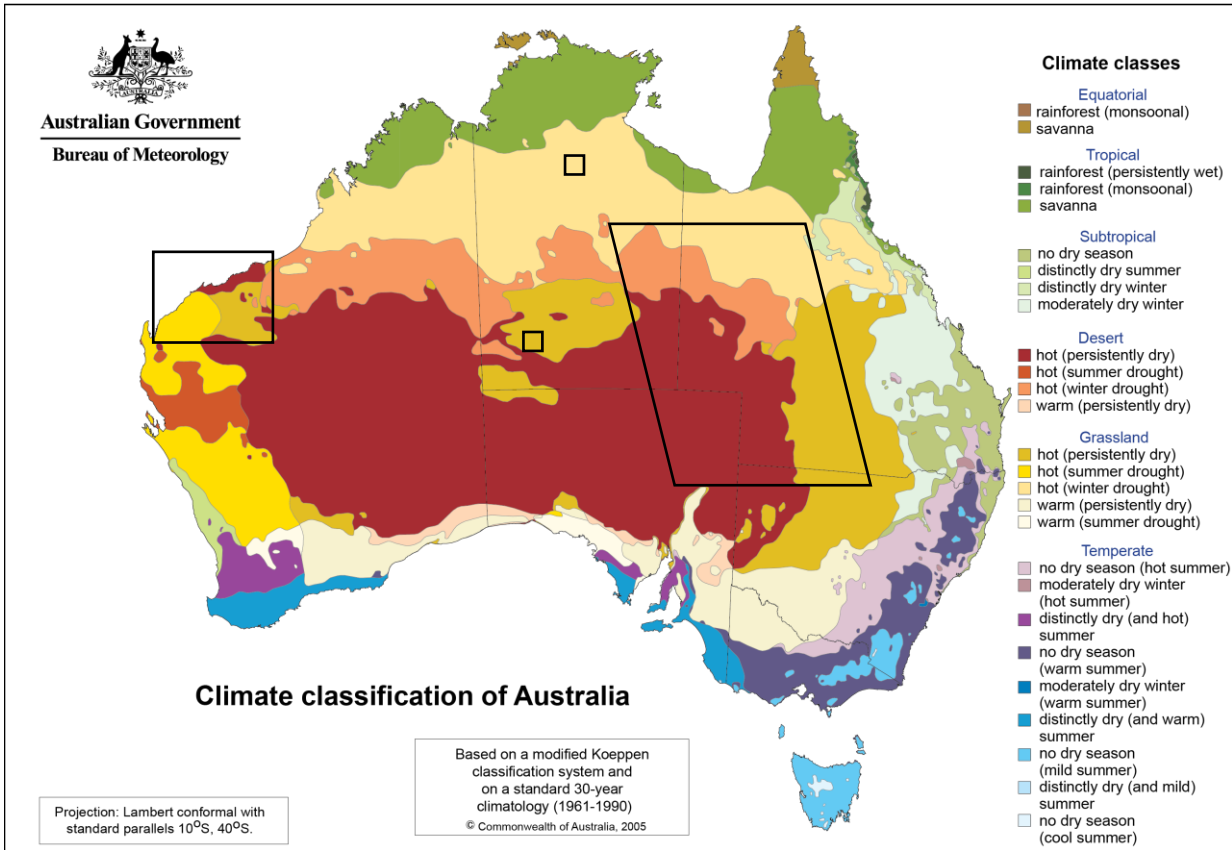 AUSTRALIA
Australian Government
Bureau of Meteorology
Climate classes
Equatorial
rainforest (monsoonal)
savanna
Tropical
rainforest (persistently wet)
rainforest (monsoonal)
savanna
Subtropical
no dry season
distinctly dry summer
distinctly dry winter
moderately dry winter
Desert
hot (persistently dry)
hot (summer drought)
hot (winter drought)
warm (persistently dry)
Grassland
hot (persistently dry)
hot (summer drought)
hot (winter drought)
warm (persistently dry)
warm (summer drought)
Temperate
no dry season (hot summer)
moderately dry winter
(hot summer)
distinctly dry (and hot)
summer
no dry season
(warm summer)
moderately dry winter
(warm summer)
distinctly dry (and warm)
summer
no dry season
(mild summer)
distinctly dry (and mild)
summer
no dry season
(cool summer)
Climate classification of Australia
Based on a modified Koeppen
classification system and
on a standard 30-year
climatology (1961-1990)
© Commonwealth of Australia, 2005
Projection: Lambert conformal with
standard parallels 10ᴼS, 40ᴼS.